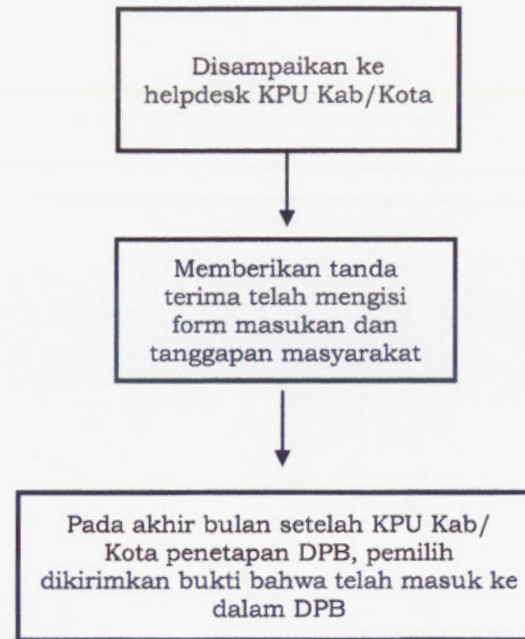 Disampaikan ke
helpdesk KPU Kab/Kota
Memberikan tanda
terima telah mengisi
form masukan dan
tanggapan masyarakat
Pada akhir bulan setelah KPU Kab/
Kota penetapan DPB, pemilih
dikirimkan bukti bahwa telah masuk ke
dalam DPB